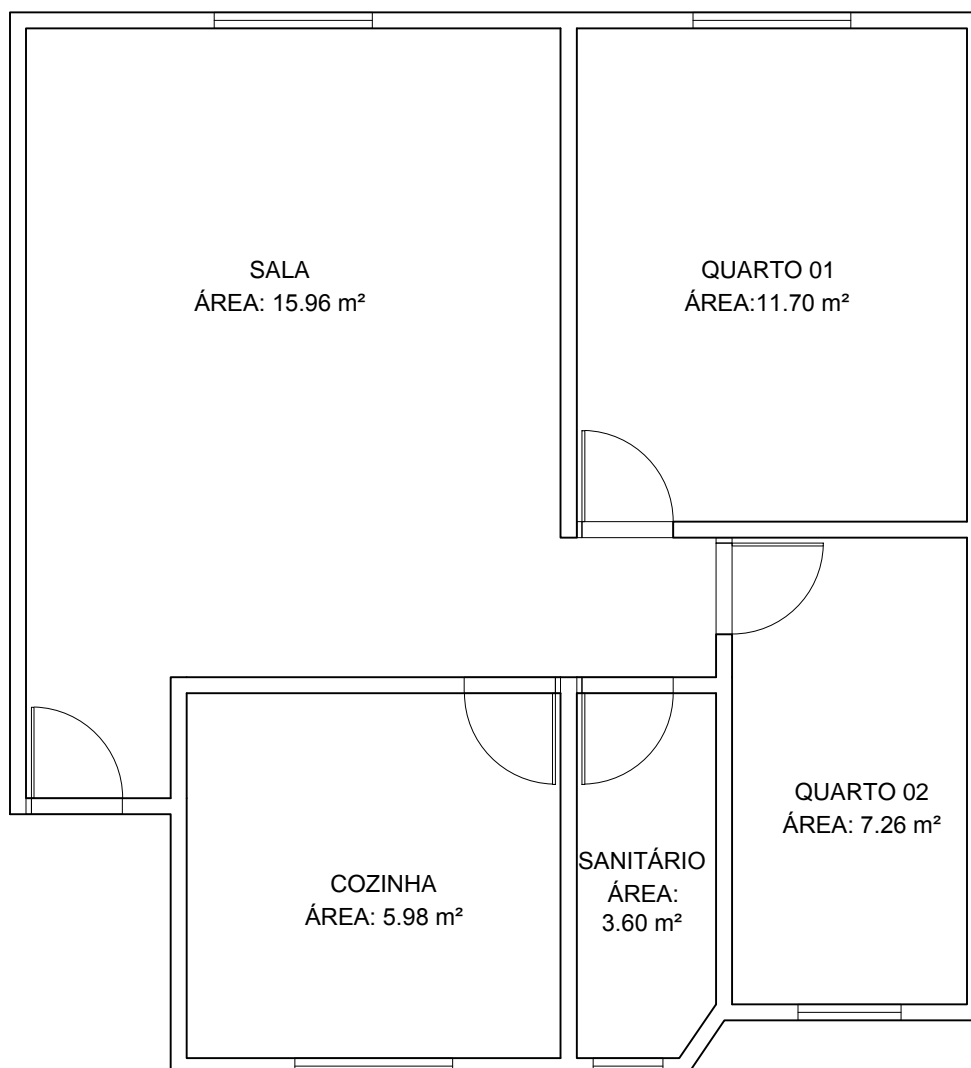 SALA
ÁREA: 15.96 m²
QUARTO 01
ÁREA:11.70 m²
QUARTO 02
ÁREA: 7.26 m²
SANITÁRIO
ÁREA:
3.60 m²
COZINHA
ÁREA: 5.98 m²